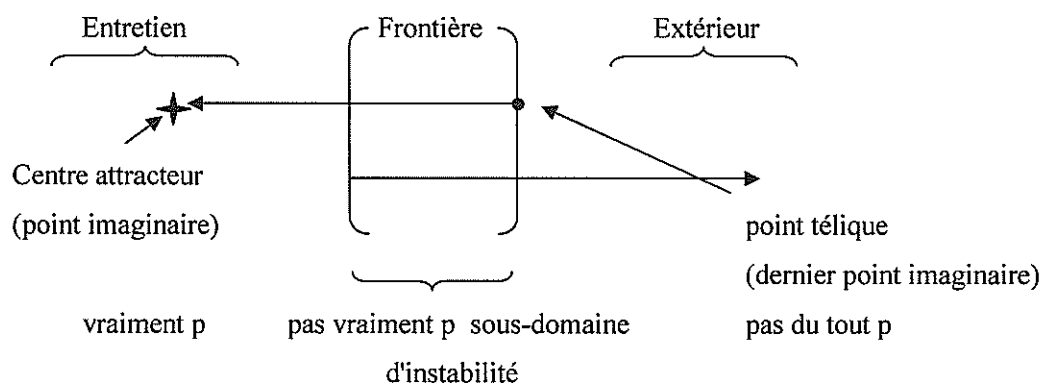 Entretien Frontière Extérieur
Centre attracteur
(point imaginaire)
point télique
(dernier point imaginaire)
vraiment p pas vraiment p sous-domaine pas du tout p
d'instabilité